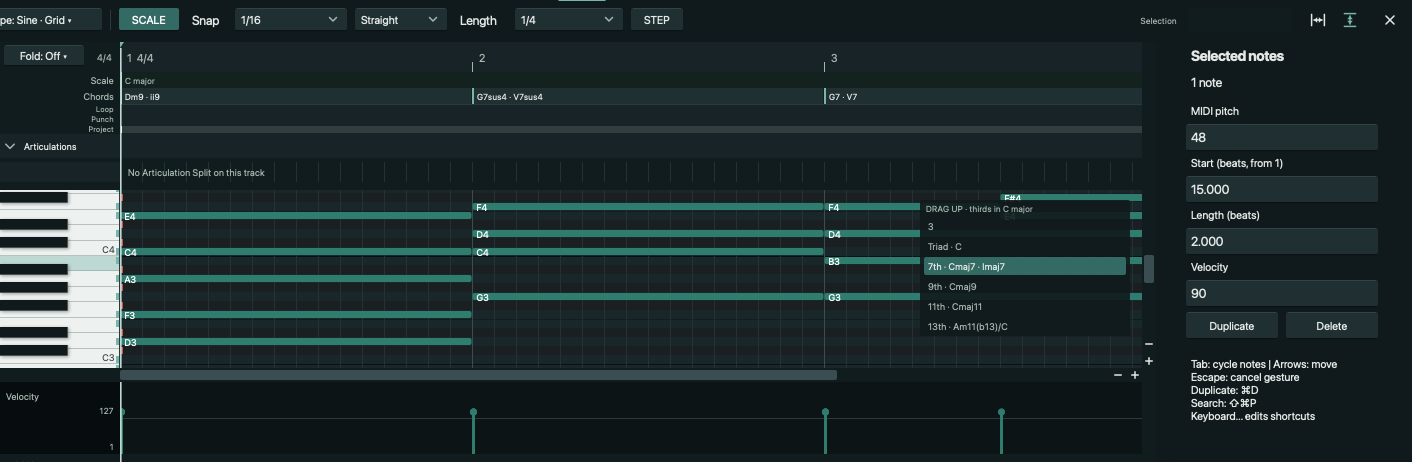 pe: Sine · Grid ▾ SCALE Snap 1/16 Straight Length 1/4 STEP Selection
Fold: Off ▾ 4/4 1 4/4 2 3
Scale C major
Chords Dm9 · ii9 G7sus4 · V7sus4 G7 · V7
Loop
Punch
Project
Articulations
No Articulation Split on this track
F#4
F4 F4
E4
D4 D4
C4 C4 C4
B3
A3
G3 G3
F3
D3
C3
DRAG UP · thirds in C major
3
Triad · C
7th · Cmaj7 · Imaj7
9th · Cmaj9
11th · Cmaj11
13th · Am11(b13)/C
Velocity
127
1
Selected notes
1 note
MIDI pitch
48
Start (beats, from 1)
15.000
Length (beats)
2.000
Velocity
90
Duplicate Delete
Tab: cycle notes | Arrows: move
Escape: cancel gesture
Duplicate: ⌘D
Search: ⇧⌘P
Keyboard... edits shortcuts